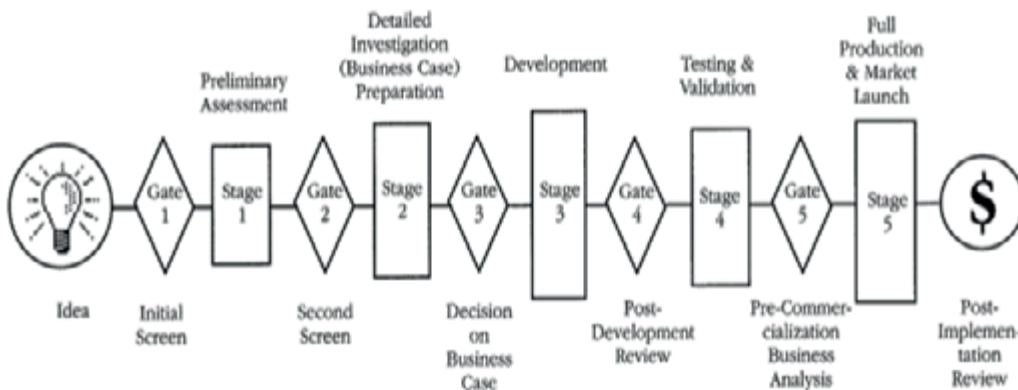 Preliminary
Assessment
Detailed
Investigation
(Business Case)
Preparation
Development
Testing &
Validation
Full
Production
& Market
Launch
Gate
1
Stage
1
Gate
2
Stage
2
Gate
3
Stage
3
Gate
4
Stage
4
Gate
5
Stage
5
$
Idea
Initial
Screen
Second
Screen
Decision
on
Business
Case
Post-
Development
Review
Pre-Commer-
cialization
Business
Analysis
Post-
Implemen-
tation
Review